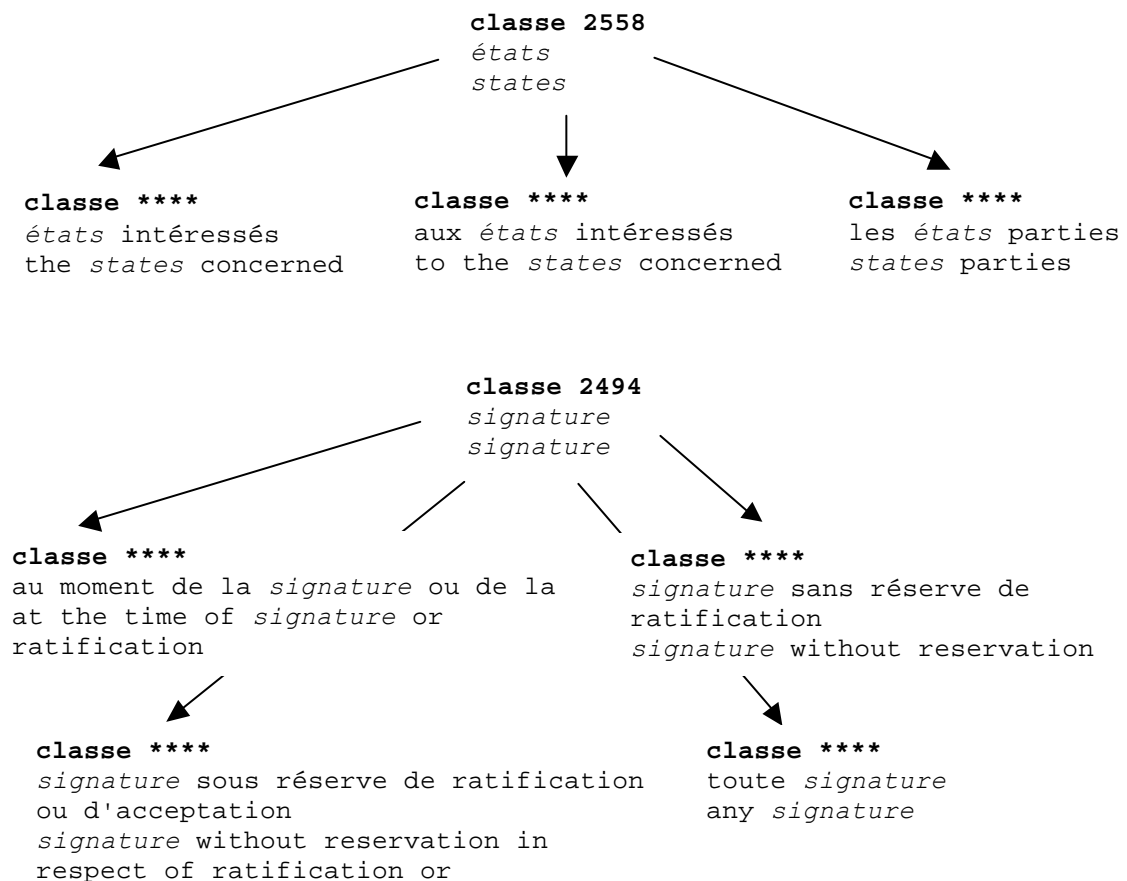 classe 2558
états
states
classe ****
états intéressés
the states concerned
classe ****
aux états intéressés
to the states concerned
classe ****
les états parties
states parties
classe 2494
signature
signature
classe ****
au moment de la signature ou de la
at the time of signature or
ratification
classe ****
signature sans réserve de
ratification
signature without reservation
classe ****
signature sous réserve de ratification
ou d'acceptation
signature without reservation in
respect of ratification or
classe ****
toute signature
any signature